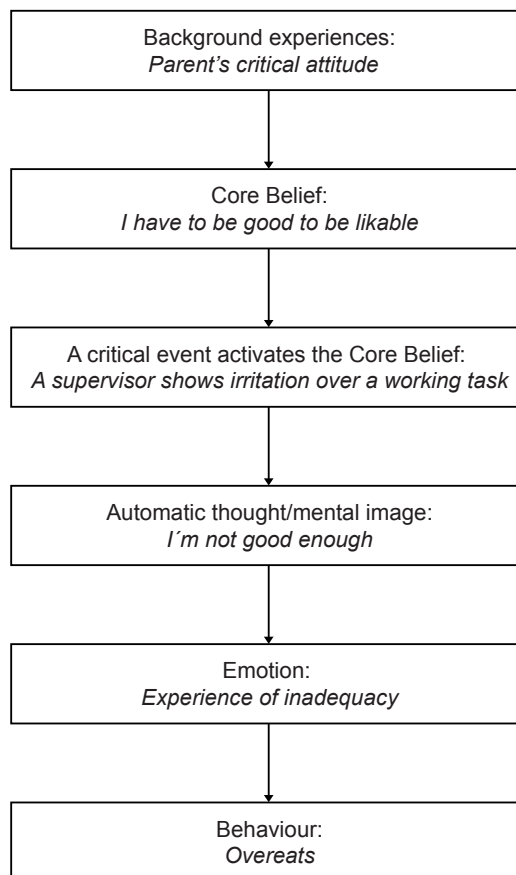 Background experiences:
Parent's critical attitude
Core Belief:
I have to be good to be likable
A critical event activates the Core Belief:
A supervisor shows irritation over a working task
Automatic thought/mental image:
I´m not good enough
Emotion:
Experience of inadequacy
Behaviour:
Overeats